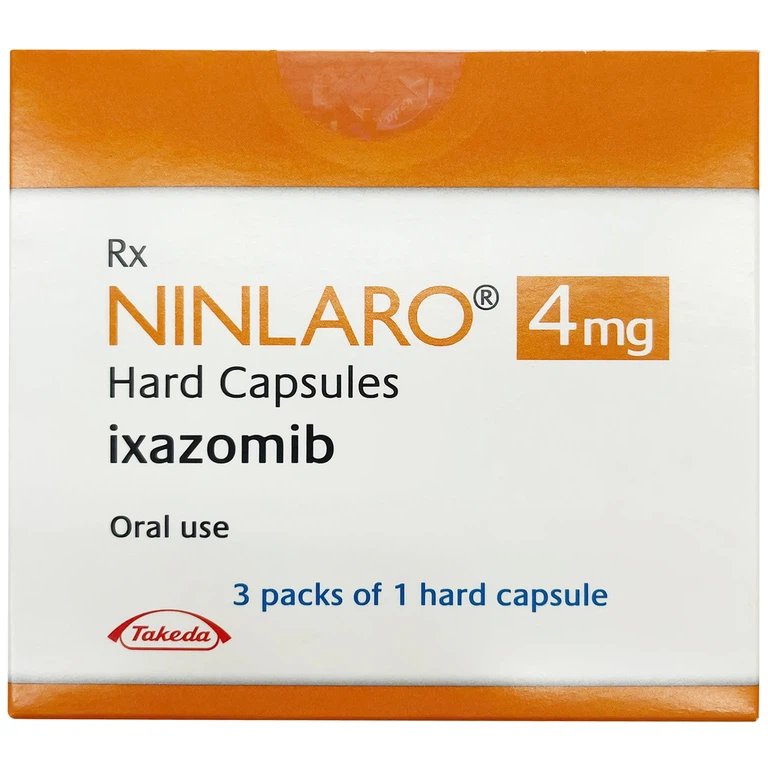 Rx
NINLARO® 4mg
Hard Capsules
ixazomib
Oral use
3 packs of 1 hard capsule
Takeda